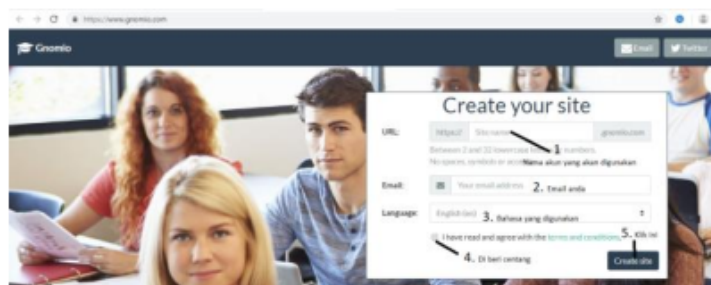 https://www.gnomio.com
Gnomio
Email
Twitter
Create your site
URL:
https://
Site name
.gnomio.com
1
Between 2 and 32 lowercase numbers.
No spaces, symbols or
Nama akun yang akan digunakan
Email:
Your email address
2. Email anda
Language:
English (en)
3. Bahasa yang digunakan
I have read and agree with the terms and conditions.
5. Klik Ini
4. Di beri centang
Create site